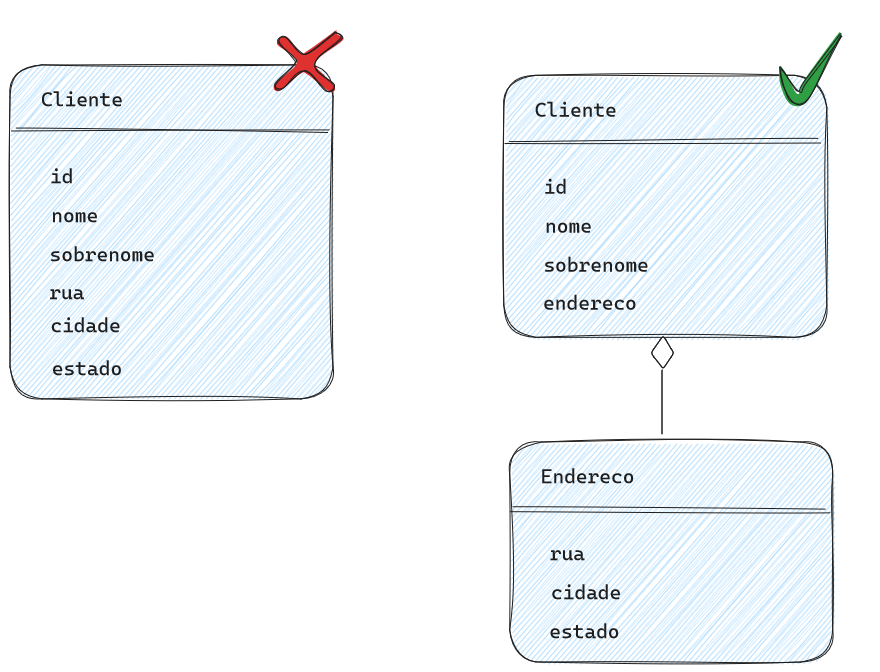 Cliente
id
nome
sobrenome
rua
cidade
estado
Cliente
id
nome
sobrenome
endereco
Endereco
rua
cidade
estado